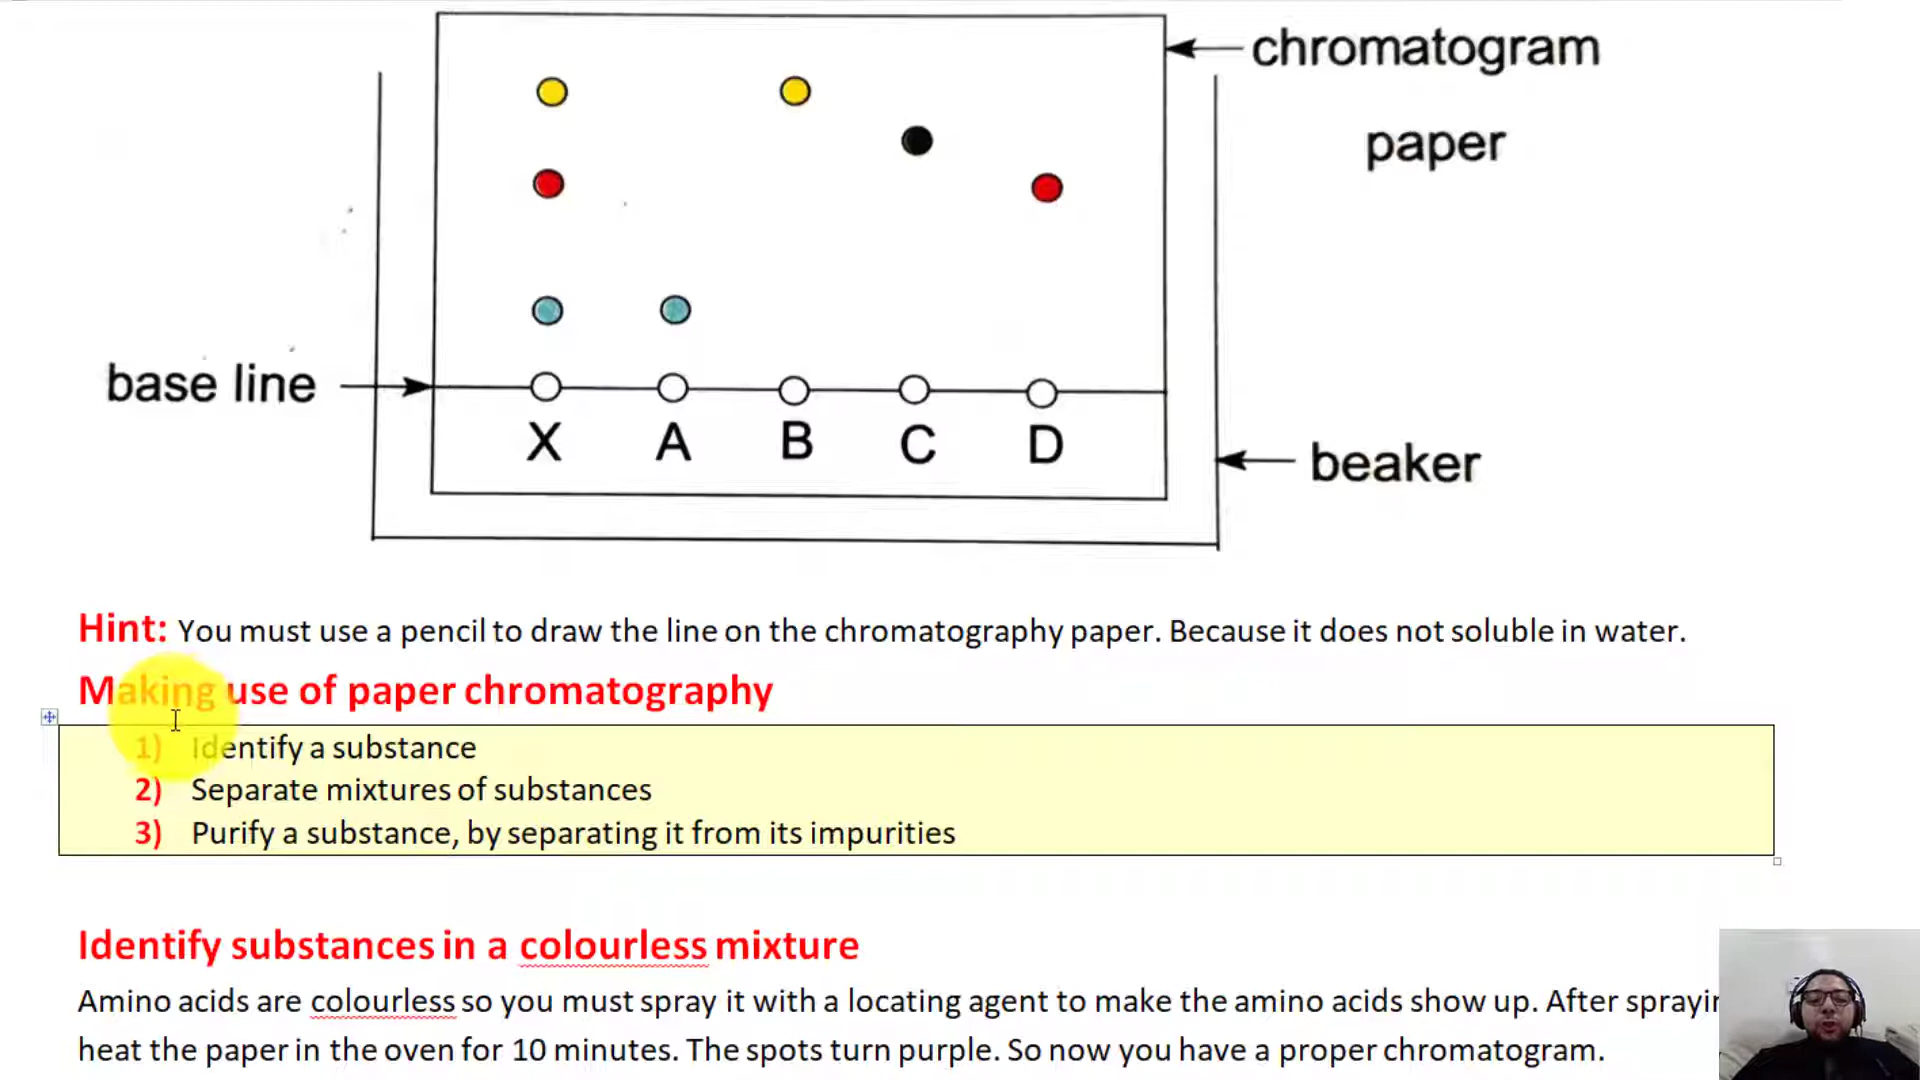 chromatogram
paper
base line
X A B C D
beaker
Hint: You must use a pencil to draw the line on the chromatography paper. Because it does not soluble in water.
Making use of paper chromatography
1) Identify a substance
2) Separate mixtures of substances
3) Purify a substance, by separating it from its impurities
Identify substances in a colourless mixture
Amino acids are colourless so you must spray it with a locating agent to make the amino acids show up. After
heat the paper in the oven for 10 minutes. The spots turn purple. So now you have a proper chromatogram.